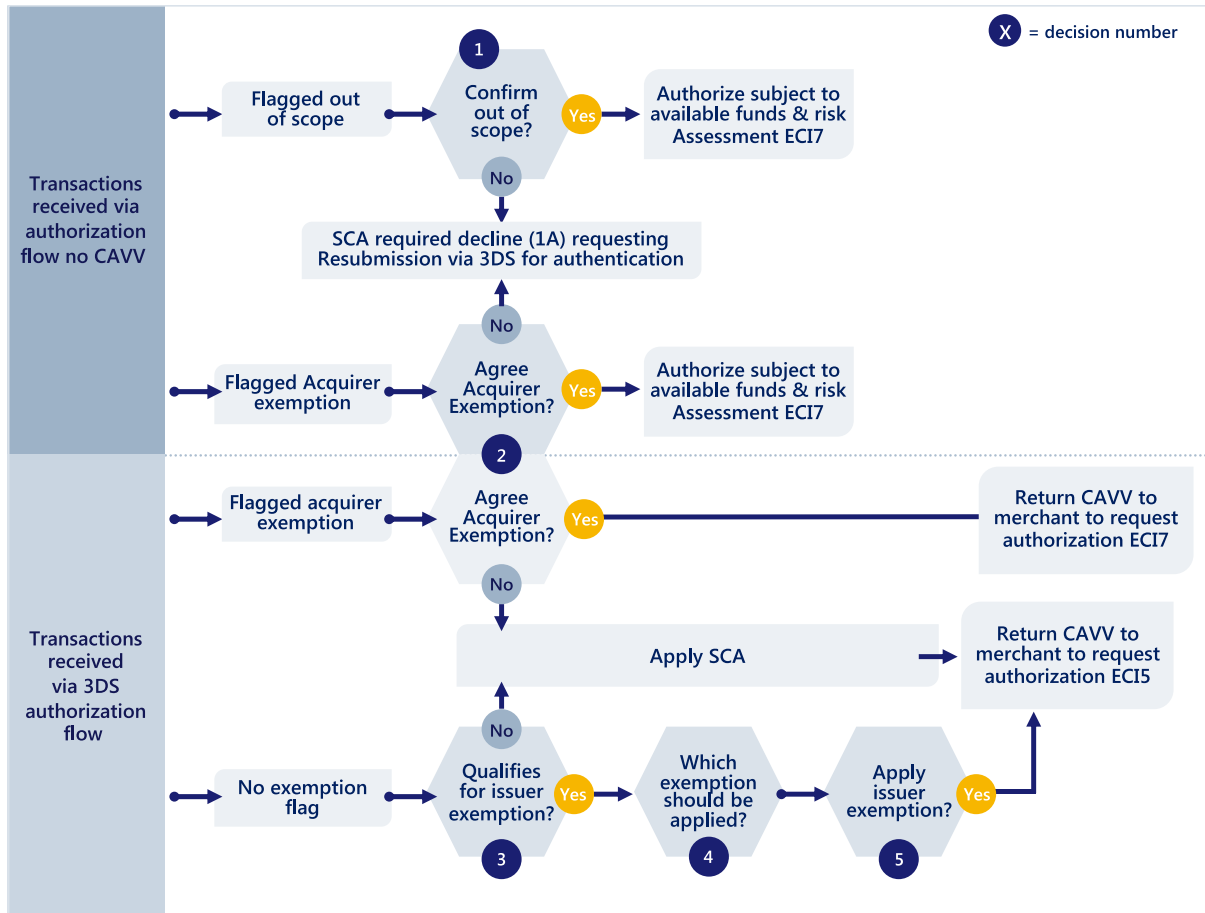 X = decision number
Transactions
received via
authorization
flow no CAVV
Flagged out
of scope
1
Confirm
out of
scope?
Yes
Authorize subject to
available funds & risk
Assessment ECI7
No
SCA required decline (1A) requesting
Resubmission via 3DS for authentication
No
Flagged Acquirer
exemption
Agree
Acquirer
Exemption?
Yes
Authorize subject to
available funds & risk
Assessment ECI7
2
Transactions
received
via 3DS
authorization
flow
Flagged acquirer
exemption
Agree
Acquirer
Exemption?
Yes
Return CAVV to
merchant to request
authorization ECI7
No
Apply SCA
Return CAVV to
merchant to request
authorization ECI5
No
No exemption
flag
Qualifies
for issuer
exemption?
Yes
3
Which
exemption
should be
applied?
4
Apply
issuer
exemption?
Yes
5